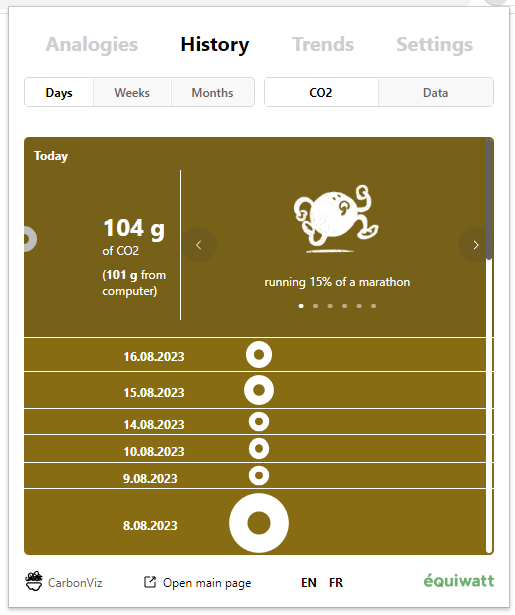 Analogies History Trends Settings
Days Weeks Months CO2 Data
Today
104 g
of CO2
(101 g from
computer)
running 15% of a marathon
16.08.2023
15.08.2023
14.08.2023
10.08.2023
9.08.2023
8.08.2023
CarbonViz Open main page EN FR équiwatt